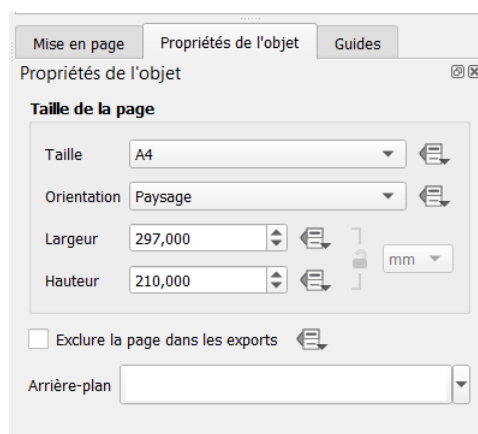 Mise en page Propriétés de l'objet Guides
Propriétés de l'objet
Taille de la page
Taille A4
Orientation Paysage
Largeur 297,000
mm
Hauteur 210,000
Exclure la page dans les exports
Arrière-plan